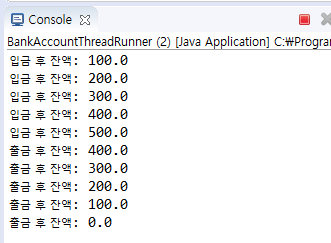 Console
BankAccountThreadRunner (2) [Java Application] C:₩Program
입금 후 잔액: 100.0
입금 후 잔액: 200.0
입금 후 잔액: 300.0
입금 후 잔액: 400.0
입금 후 잔액: 500.0
출금 후 잔액: 400.0
출금 후 잔액: 300.0
출금 후 잔액: 200.0
출금 후 잔액: 100.0
출금 후 잔액: 0.0